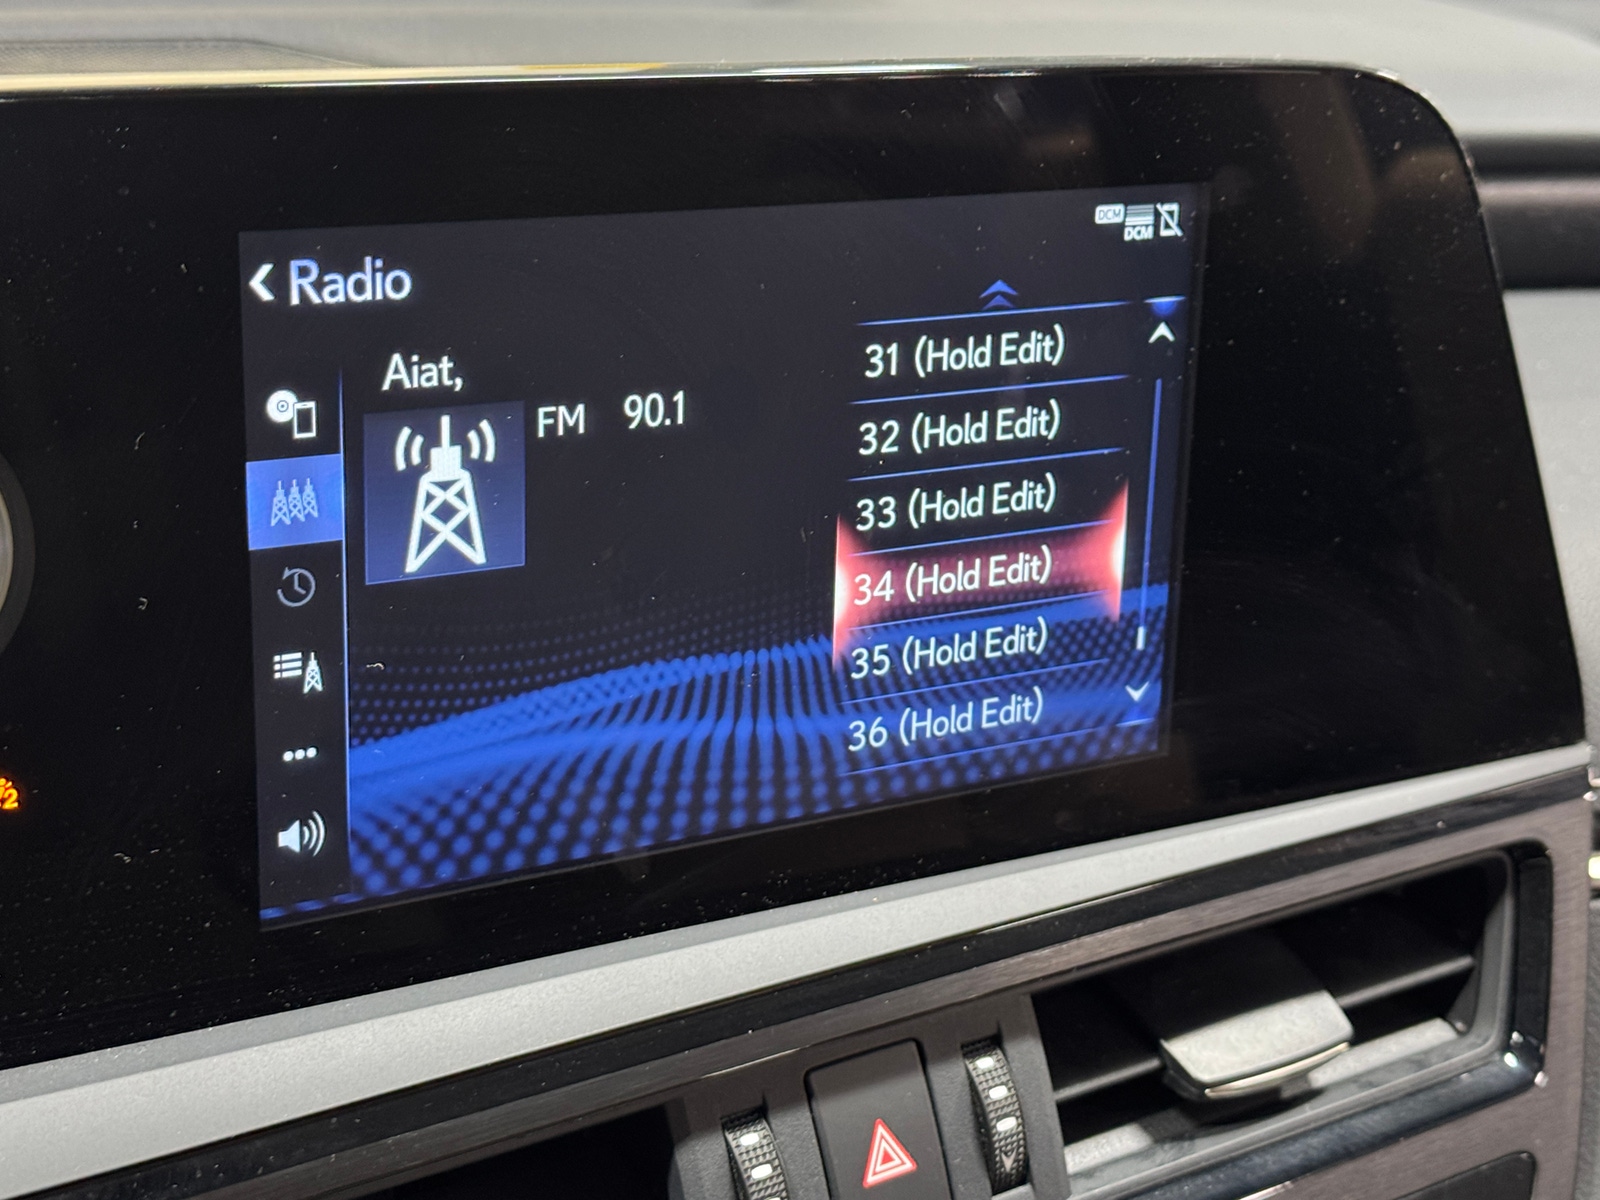 DCM
DCM
Radio
Aiat,
FM 90.1
31 (Hold Edit)
32 (Hold Edit)
33 (Hold Edit)
34 (Hold Edit)
35 (Hold Edit)
36 (Hold Edit)